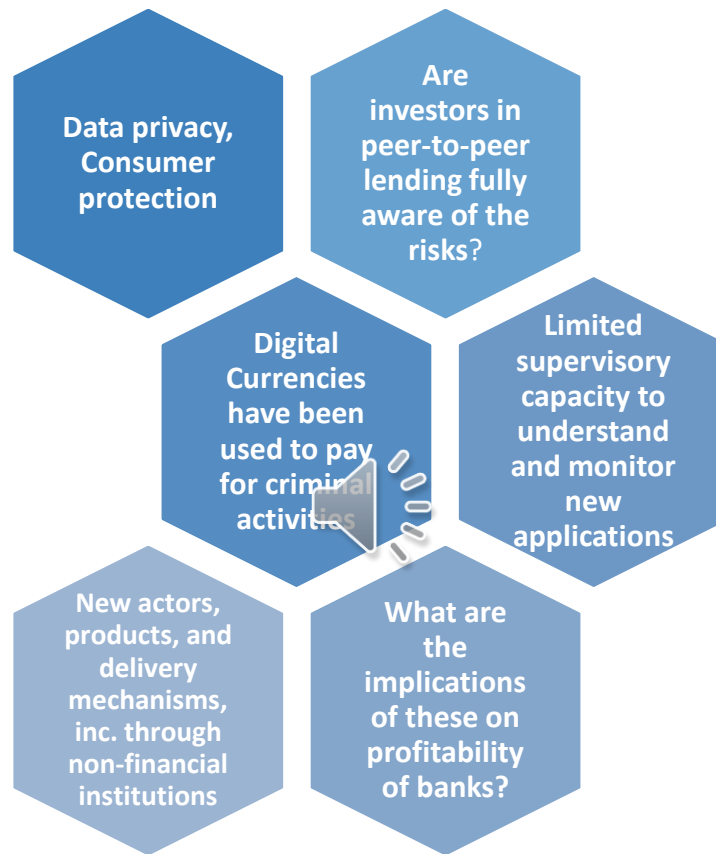 Data privacy,
Consumer
protection
Are
investors in
peer-to-peer
lending fully
aware of the
risks?
Digital
Currencies
have been
used to pay
for criminal
activities
Limited
supervisory
capacity to
understand
and monitor
new
applications
New actors,
products, and
delivery
mechanisms,
inc. through
non-financial
institutions
What are
the
implications
of these on
profitability
of banks?